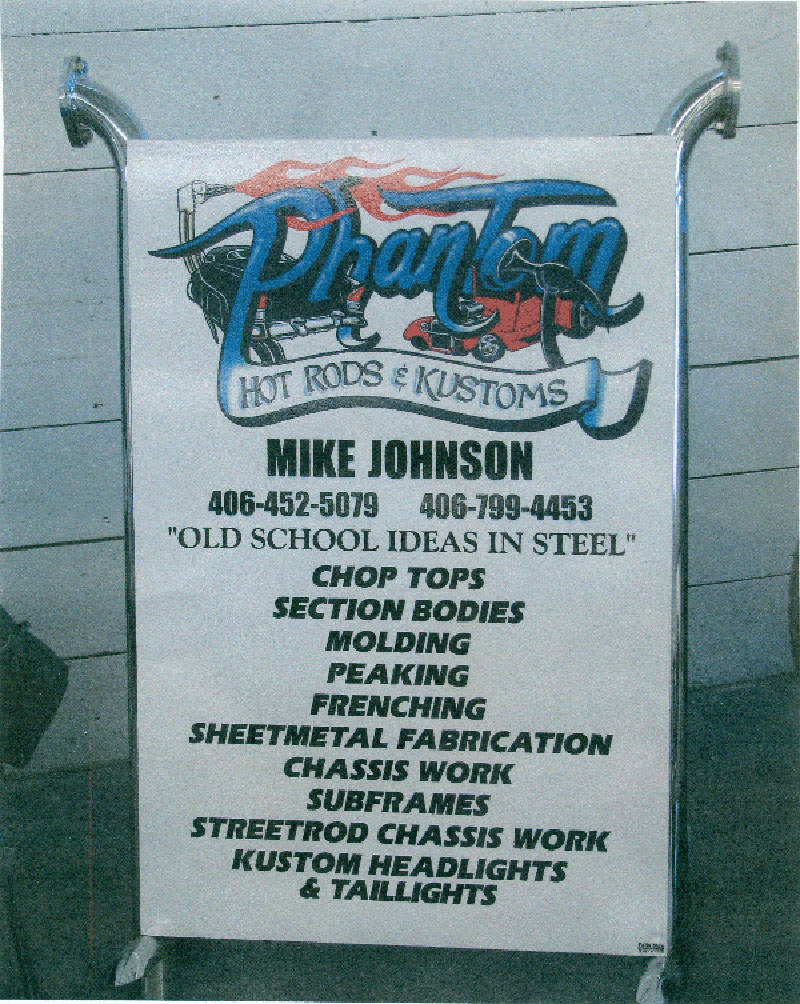 Phantom
HOT RODS & KUSTOMS
MIKE JOHNSON
406-452-5079 406-799-4453
"OLD SCHOOL IDEAS IN STEEL"
CHOP TOPS
SECTION BODIES
MOLDING
PEAKING
FRENCHING
SHEETMETAL FABRICATION
CHASSIS WORK
SUBFRAMES
STREETROD CHASSIS WORK
KUSTOM HEADLIGHTS
& TAILLIGHTS